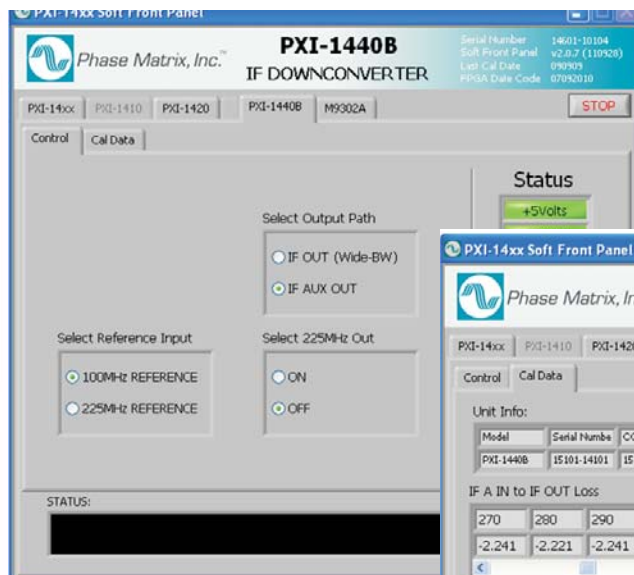 PXI-14xx Soft Front Panel
Phase Matrix, Inc.™
PXI-1440B
IF DOWNCONVERTER
Serial Number 14601-10104
Soft Front Panel v2.0.7 (110928)
Last Cal Date 090909
FPGA Date Code 07092010
PXI-14xx PXI-1410 PXI-1420 PXI-1440B M9302A STOP
Control Cal Data
Status
+5Volts
Select Output Path
IF OUT (Wide-BW)
IF AUX OUT
Select Reference Input
100MHz REFERENCE
225MHz REFERENCE
Select 225MHz Out
ON
OFF
STATUS:
PXI-14xx Soft Front Panel
Phase Matrix, In
PXI-14xx PXI-1410 PXI-142
Control Cal Data
Unit Info:
Model Serial Numbe CO
PXI-1440B 15101-14101 15
IF A IN to IF OUT Loss
270 280 290
-2.241 -2.221 -2.241